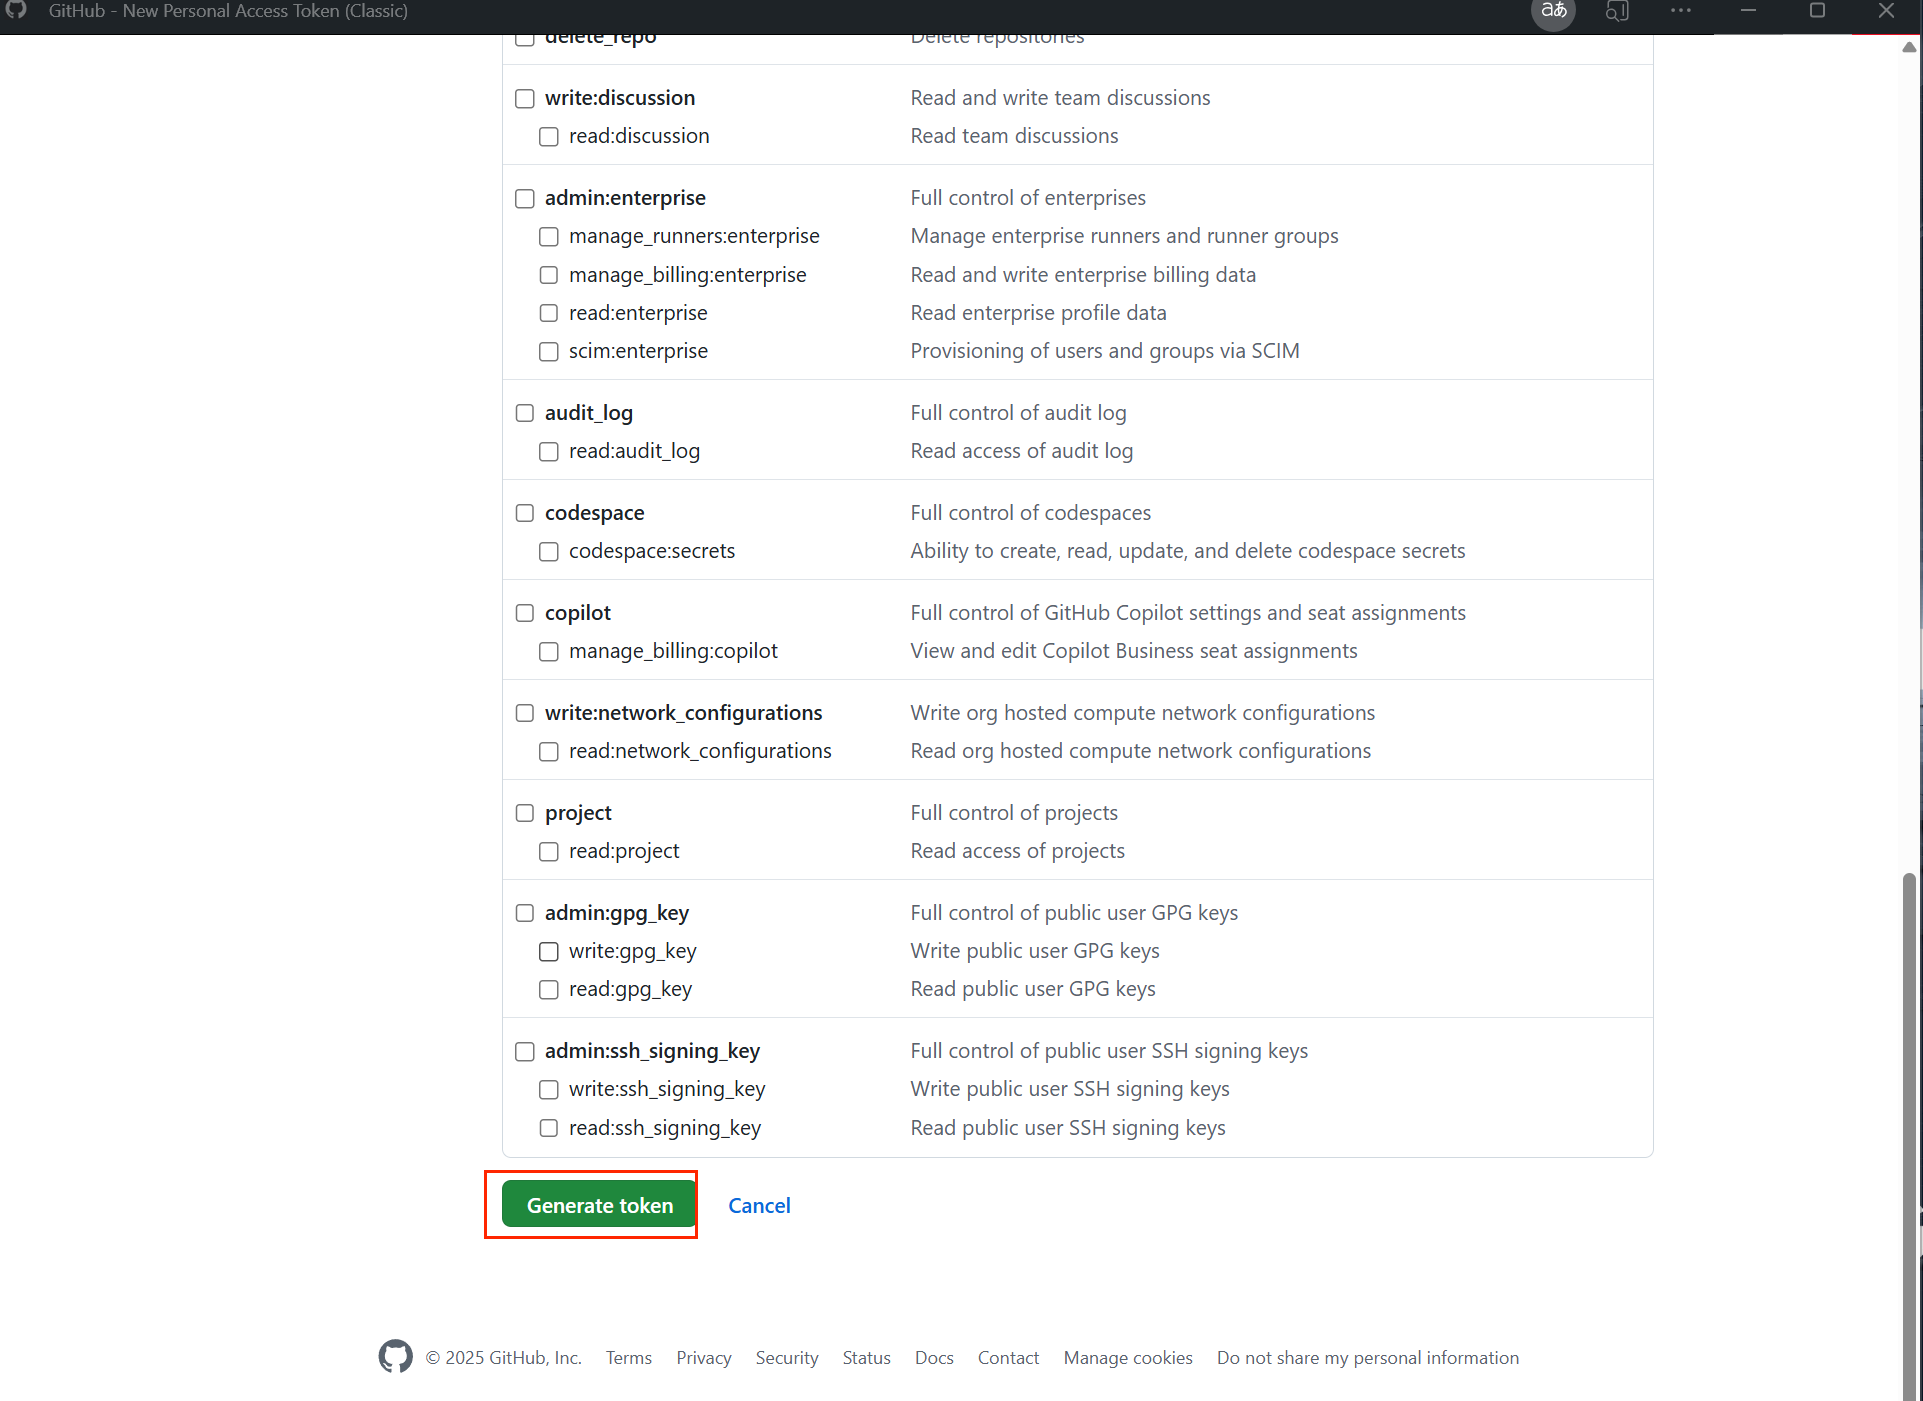 GitHub - New Personal Access Token (Classic)
aあ
delete_repo Delete repositories
write:discussion Read and write team discussions
read:discussion Read team discussions
admin:enterprise Full control of enterprises
manage_runners:enterprise Manage enterprise runners and runner groups
manage_billing:enterprise Read and write enterprise billing data
read:enterprise Read enterprise profile data
scim:enterprise Provisioning of users and groups via SCIM
audit_log Full control of audit log
read:audit_log Read access of audit log
codespace Full control of codespaces
codespace:secrets Ability to create, read, update, and delete codespace secrets
copilot Full control of GitHub Copilot settings and seat assignments
manage_billing:copilot View and edit Copilot Business seat assignments
write:network_configurations Write org hosted compute network configurations
read:network_configurations Read org hosted compute network configurations
project Full control of projects
read:project Read access of projects
admin:gpg_key Full control of public user GPG keys
write:gpg_key Write public user GPG keys
read:gpg_key Read public user GPG keys
admin:ssh_signing_key Full control of public user SSH signing keys
write:ssh_signing_key Write public user SSH signing keys
read:ssh_signing_key Read public user SSH signing keys
Generate token Cancel
© 2025 GitHub, Inc. Terms Privacy Security Status Docs Contact Manage cookies Do not share my personal information